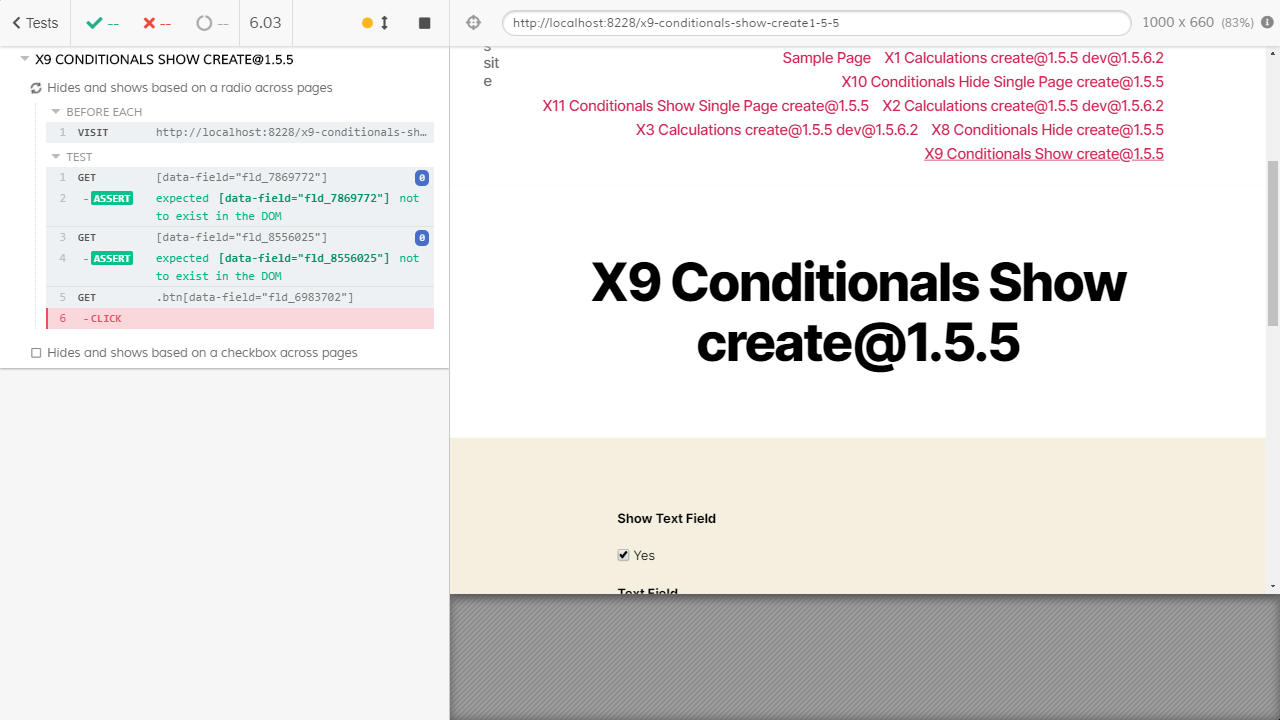 Tests
--
--
--
6.03
http://localhost:8228/x9-conditionals-show-create1-5-5
1000 x 660 (83%)
X9 CONDITIONALS SHOW CREATE@1.5.5
Hides and shows based on a radio across pages
BEFORE EACH
1 VISIT http://localhost:8228/x9-conditionals-sh…
TEST
1 GET [data-field="fld_7869772"] 0
2 -ASSERT expected [data-field="fld_7869772"] not
to exist in the DOM
3 GET [data-field="fld_8556025"] 0
4 -ASSERT expected [data-field="fld_8556025"] not
to exist in the DOM
5 GET .btn[data-field="fld_6983702"]
6 -CLICK
Hides and shows based on a checkbox across pages
s
sit
e
Sample Page X1 Calculations create@1.5.5 dev@1.5.6.2
X10 Conditionals Hide Single Page create@1.5.5
X11 Conditionals Show Single Page create@1.5.5 X2 Calculations create@1.5.5 dev@1.5.6.2
X3 Calculations create@1.5.5 dev@1.5.6.2 X8 Conditionals Hide create@1.5.5
X9 Conditionals Show create@1.5.5
X9 Conditionals Show
create@1.5.5
Show Text Field
Yes
Text Field